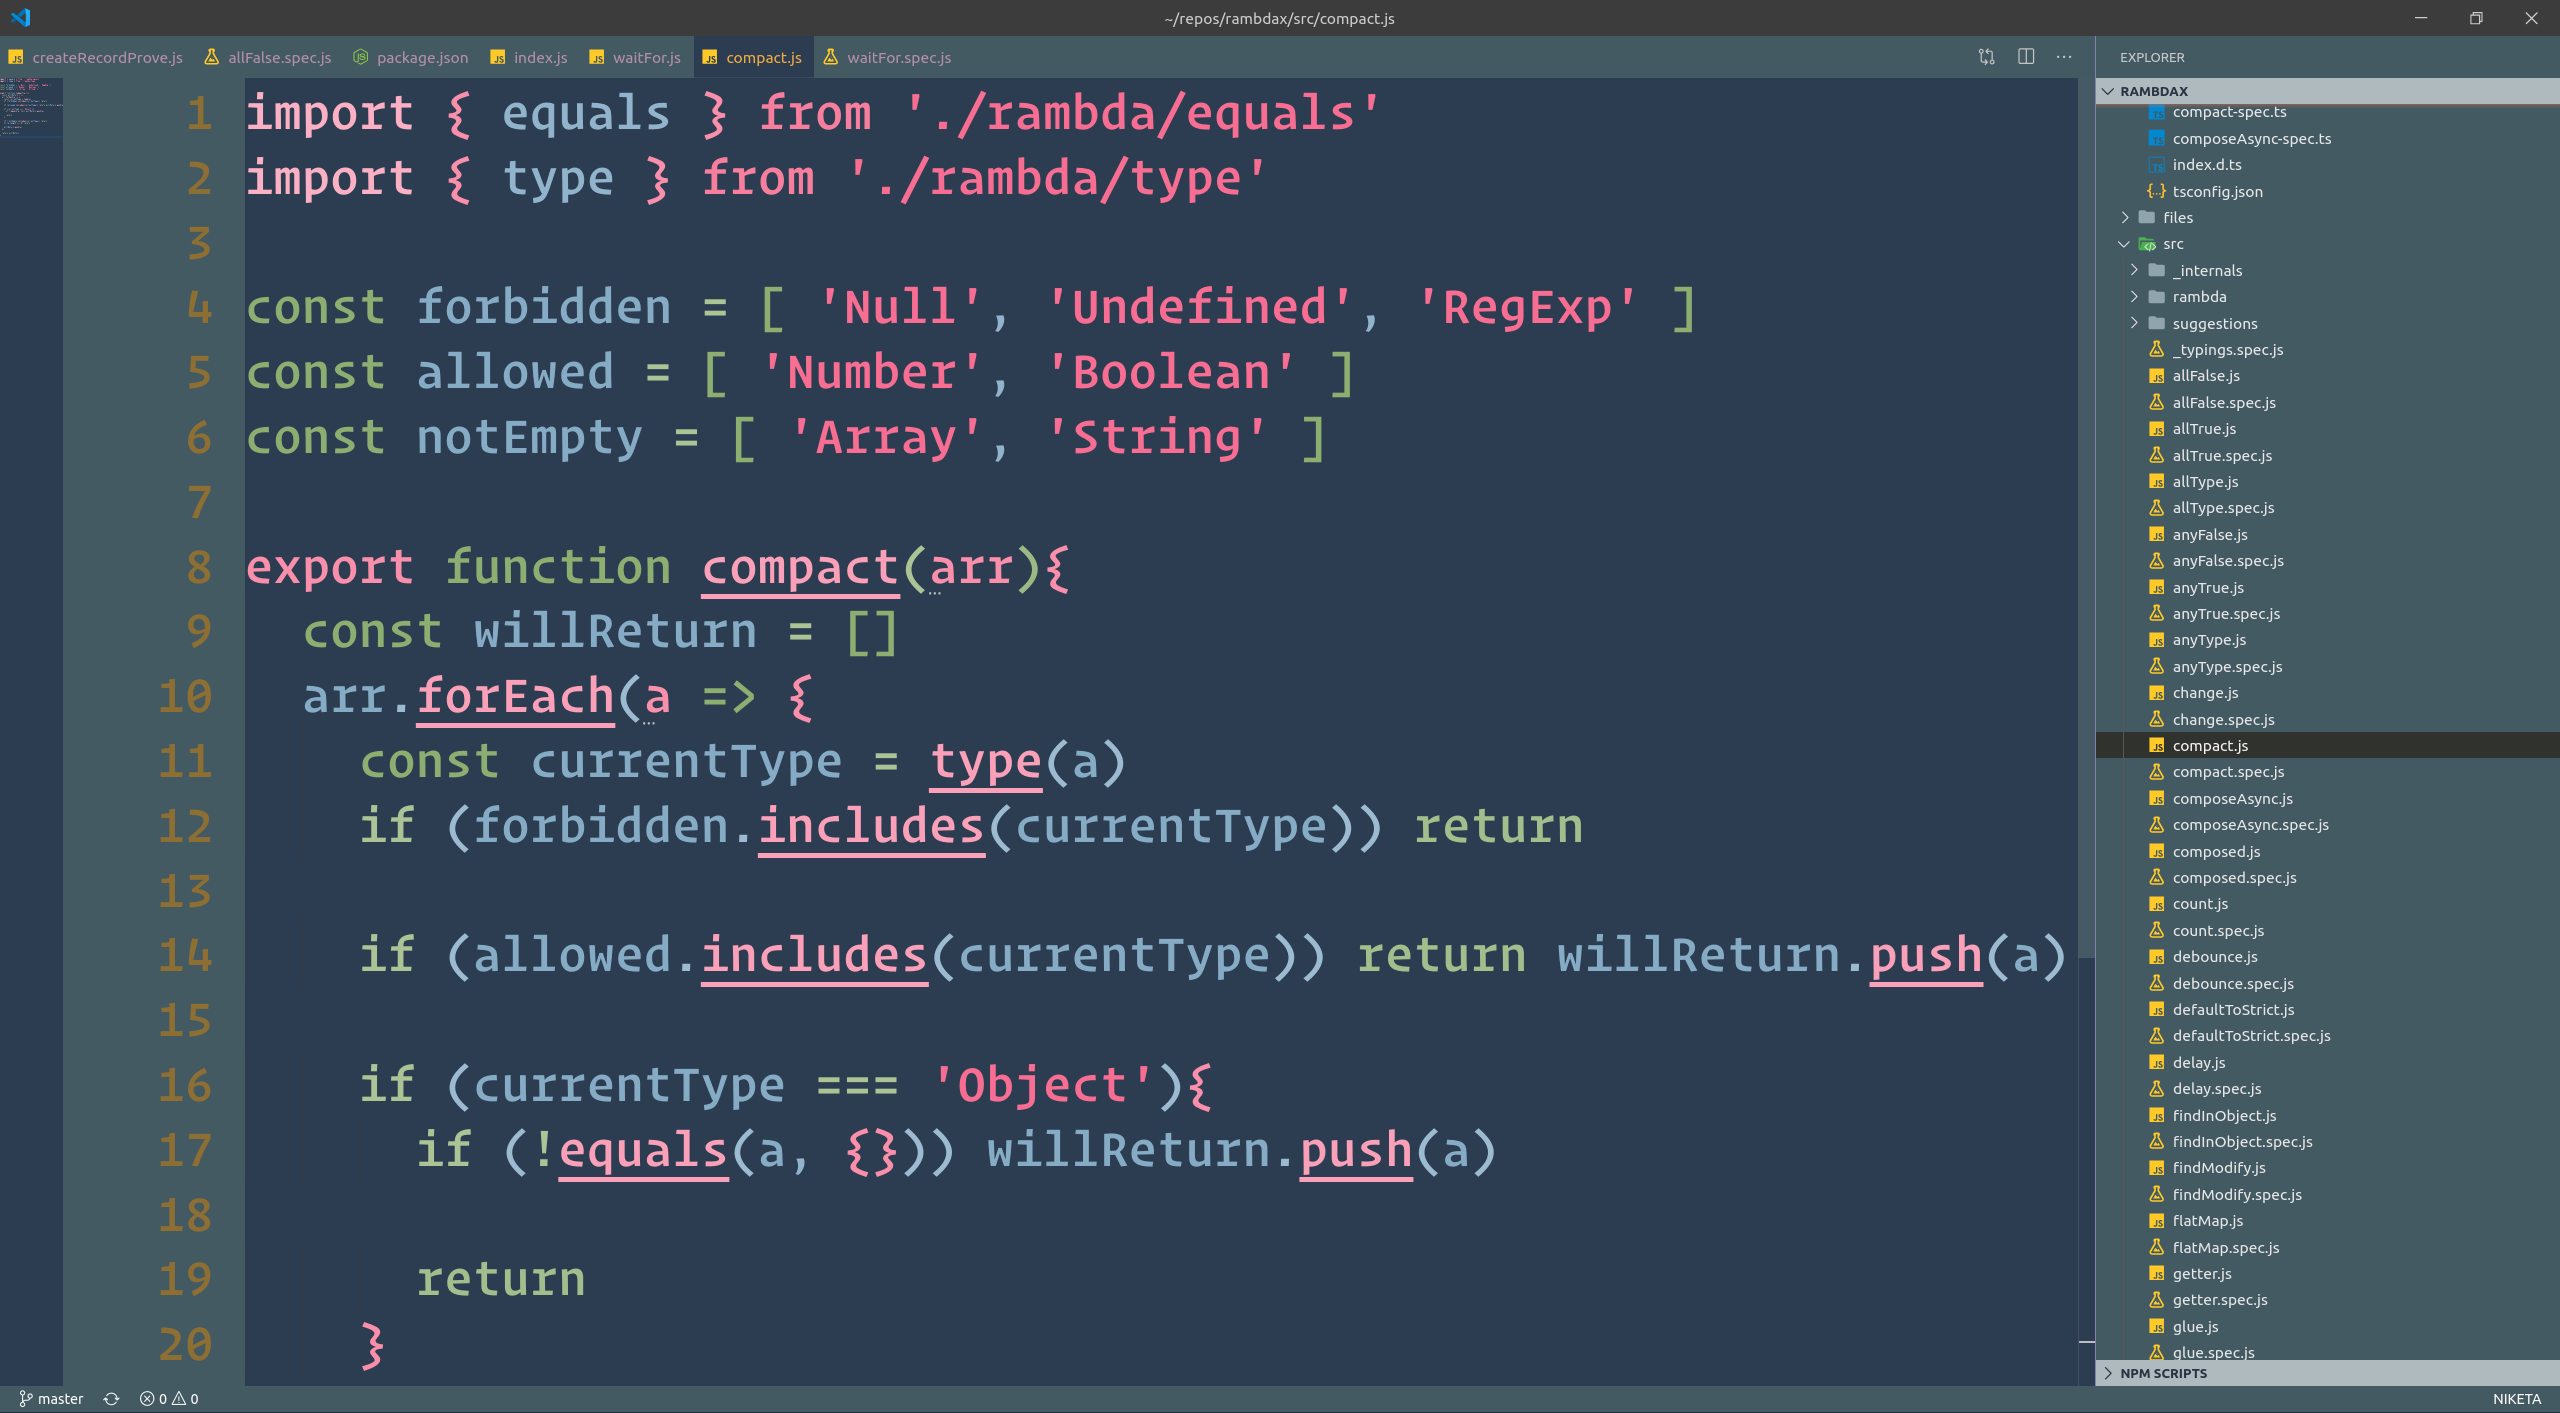 ~/repos/rambdax/src/compact.js
createRecordProve.js allFalse.spec.js package.json index.js waitFor.js compact.js waitFor.spec.js
1 import { equals } from './rambda/equals'
2 import { type } from './rambda/type'
3
4 const forbidden = [ 'Null', 'Undefined', 'RegExp' ]
5 const allowed = [ 'Number', 'Boolean' ]
6 const notEmpty = [ 'Array', 'String' ]
7
8 export function compact(arr){
9   const willReturn = []
10   arr.forEach(a => {
11     const currentType = type(a)
12     if (forbidden.includes(currentType)) return
13
14     if (allowed.includes(currentType)) return willReturn.push(a)
15
16     if (currentType === 'Object'){
17       if (!equals(a, {})) willReturn.push(a)
18
19       return
20     }
EXPLORER
RAMBDAX
compact-spec.ts
composeAsync-spec.ts
index.d.ts
tsconfig.json
files
src
_internals
rambda
suggestions
_typings.spec.js
allFalse.js
allFalse.spec.js
allTrue.js
allTrue.spec.js
allType.js
allType.spec.js
anyFalse.js
anyFalse.spec.js
anyTrue.js
anyTrue.spec.js
anyType.js
anyType.spec.js
change.js
change.spec.js
compact.js
compact.spec.js
composeAsync.js
composeAsync.spec.js
composed.js
composed.spec.js
count.js
count.spec.js
debounce.js
debounce.spec.js
defaultToStrict.js
defaultToStrict.spec.js
delay.js
delay.spec.js
findInObject.js
findInObject.spec.js
findModify.js
findModify.spec.js
flatMap.js
flatMap.spec.js
getter.js
getter.spec.js
glue.js
glue.spec.js
NPM SCRIPTS
master 0 0
NIKETA